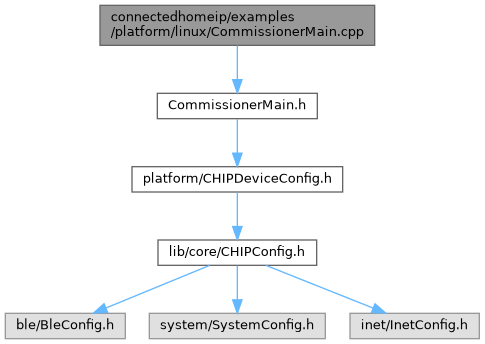 connectedhomeip/examples
/platform/linux/CommissionerMain.cpp
CommissionerMain.h
platform/CHIPDeviceConfig.h
lib/core/CHIPConfig.h
ble/BleConfig.h
system/SystemConfig.h
inet/InetConfig.h